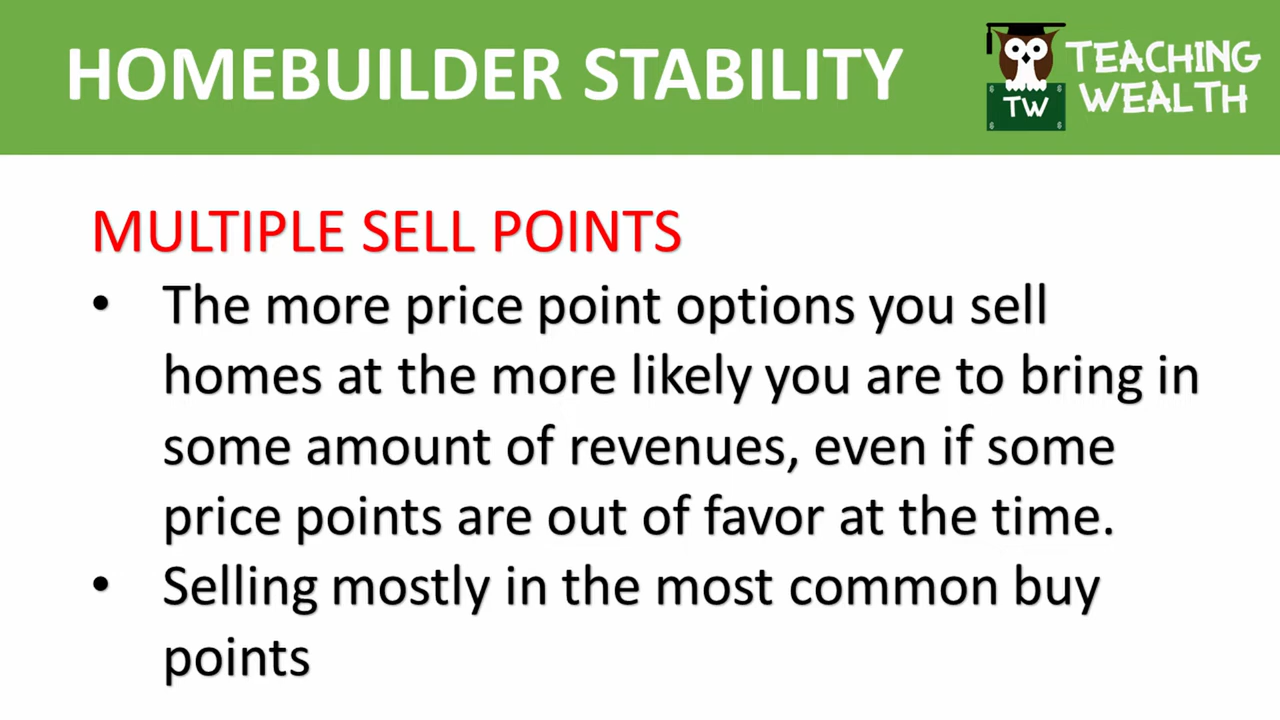 HOMEBUILDER STABILITY
TEACHING
WEALTH
TW
MULTIPLE SELL POINTS
• The more price point options you sell
homes at the more likely you are to bring in
some amount of revenues, even if some
price points are out of favor at the time.
• Selling mostly in the most common buy
points